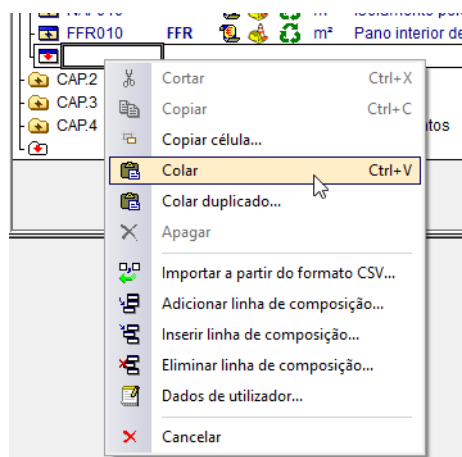 FFR010 FFR m² Pano interior de
CAP.2
CAP.3
CAP.4 tos
Cortar Ctrl+X
Copiar Ctrl+C
Copiar célula...
Colar Ctrl+V
Colar duplicado...
Apagar
Importar a partir do formato CSV...
Adicionar linha de composição...
Inserir linha de composição...
Eliminar linha de composição...
Dados de utilizador...
Cancelar